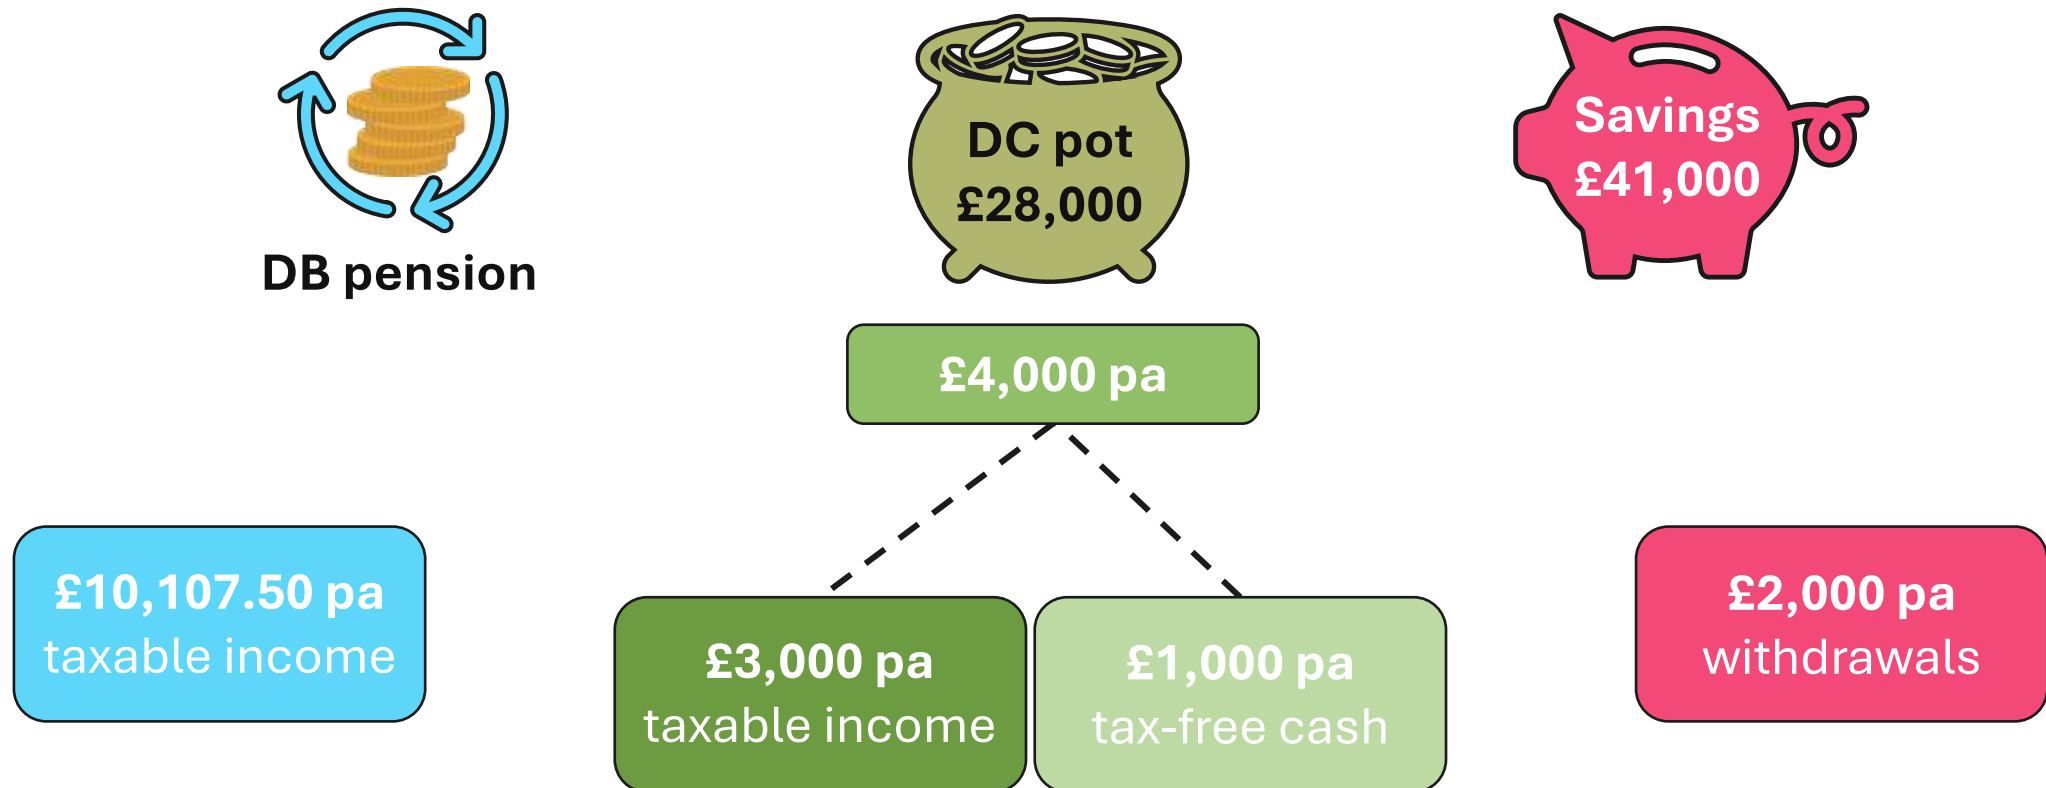 DB pension
DC pot
£28,000
Savings
£41,000
£4,000 pa
£10,107.50 pa
taxable income
£3,000 pa
taxable income
£1,000 pa
tax-free cash
£2,000 pa
withdrawals